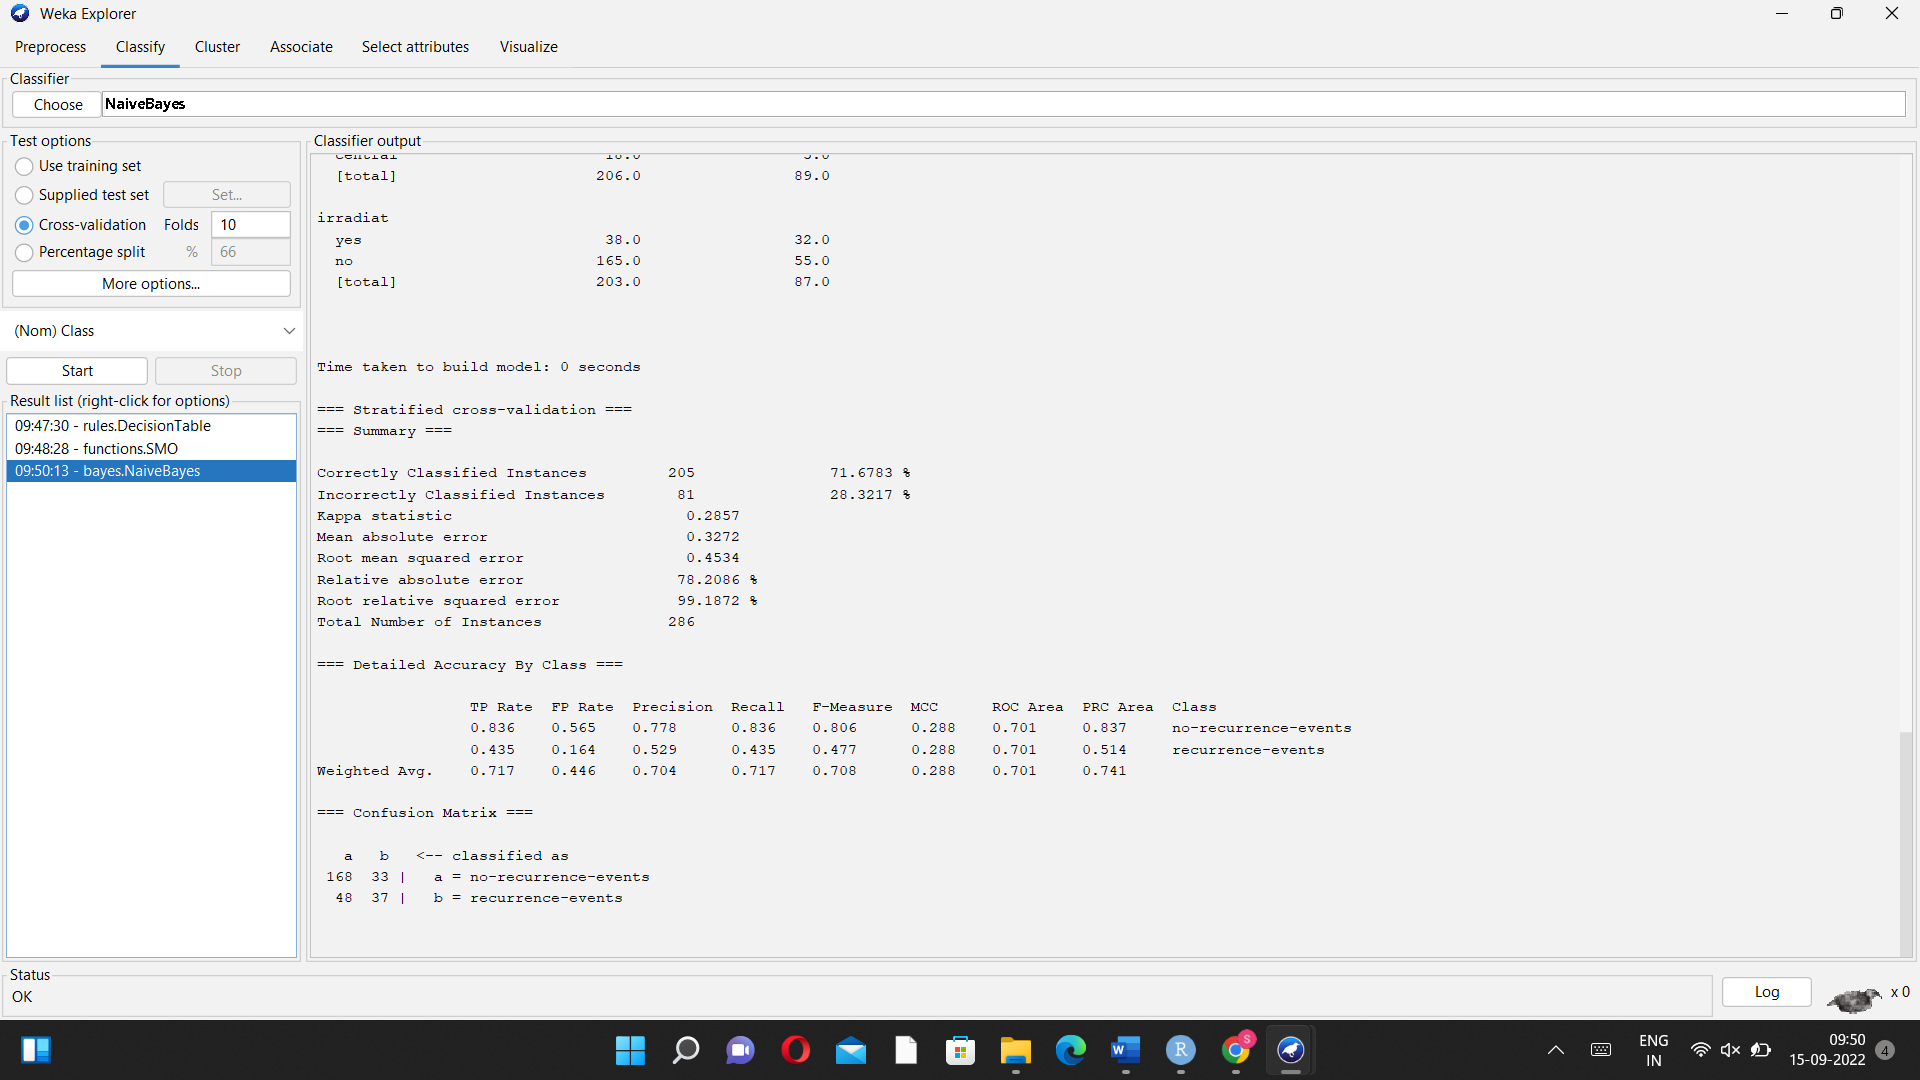 Weka Explorer
Preprocess Classify Cluster Associate Select attributes Visualize
Classifier
Choose NaiveBayes
Test options
Use training set
Supplied test set Set...
Cross-validation Folds 10
Percentage split % 66
More options...
(Nom) Class
Start Stop
Result list (right-click for options)
09:47:30 - rules.DecisionTable
09:48:28 - functions.SMO
09:50:13 - bayes.NaiveBayes
Classifier output
[total] 206.0 89.0
irradiat
yes 38.0 32.0
no 165.0 55.0
[total] 203.0 87.0
Time taken to build model: 0 seconds
=== Stratified cross-validation ===
=== Summary ===
Correctly Classified Instances 205 71.6783 %
Incorrectly Classified Instances 81 28.3217 %
Kappa statistic 0.2857
Mean absolute error 0.3272
Root mean squared error 0.4534
Relative absolute error 78.2086 %
Root relative squared error 99.1872 %
Total Number of Instances 286
=== Detailed Accuracy By Class ===
TP Rate FP Rate Precision Recall F-Measure MCC ROC Area PRC Area Class
0.836 0.565 0.778 0.836 0.806 0.288 0.701 0.837 no-recurrence-events
0.435 0.164 0.529 0.435 0.477 0.288 0.701 0.514 recurrence-events
Weighted Avg. 0.717 0.446 0.704 0.717 0.708 0.288 0.701 0.741
=== Confusion Matrix ===
a b <-- classified as
168 33 | a = no-recurrence-events
48 37 | b = recurrence-events
Status
OK
Log x 0
W R S
ENG
IN
09:50
15-09-2022 4